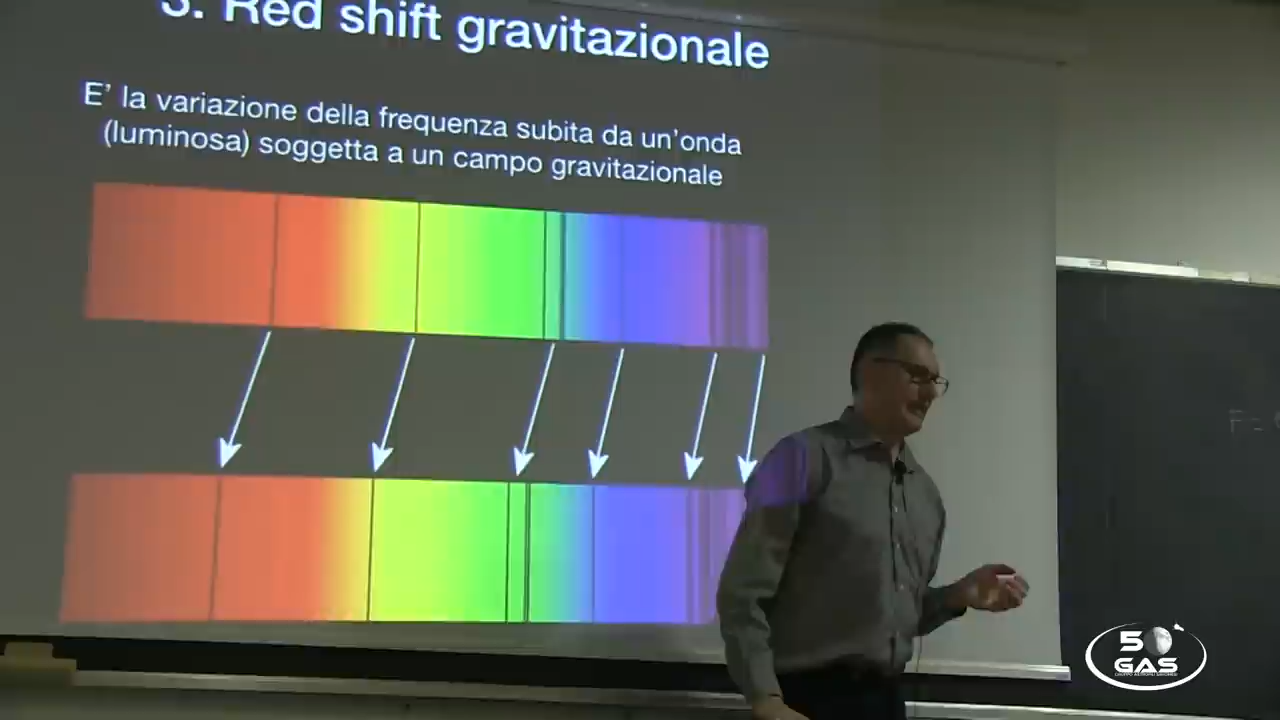 3. Red shift gravitazionale
E' la variazione della frequenza subita da un'onda
(luminosa) soggetta a un campo gravitazionale
50
GAS